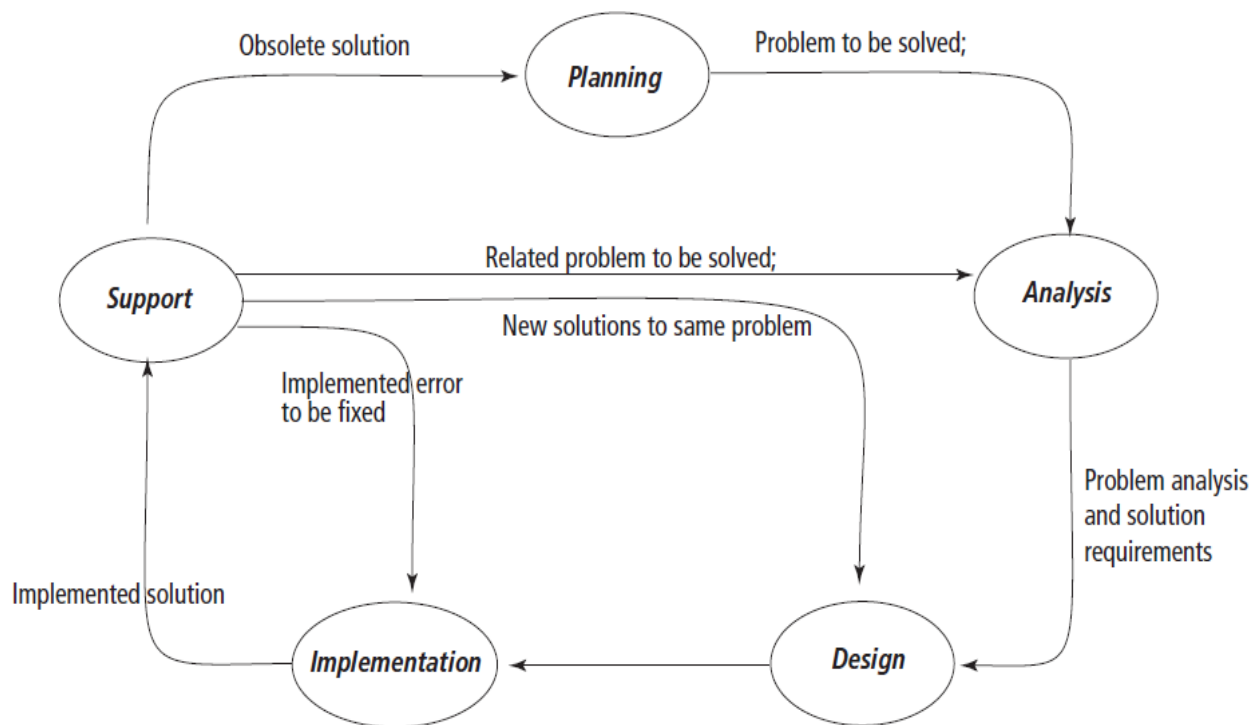 Obsolete solution
Problem to be solved;
Planning
Related problem to be solved;
Support
Analysis
New solutions to same problem
Implemented error
to be fixed
Problem analysis
and solution
requirements
Implemented solution
Implementation
Design